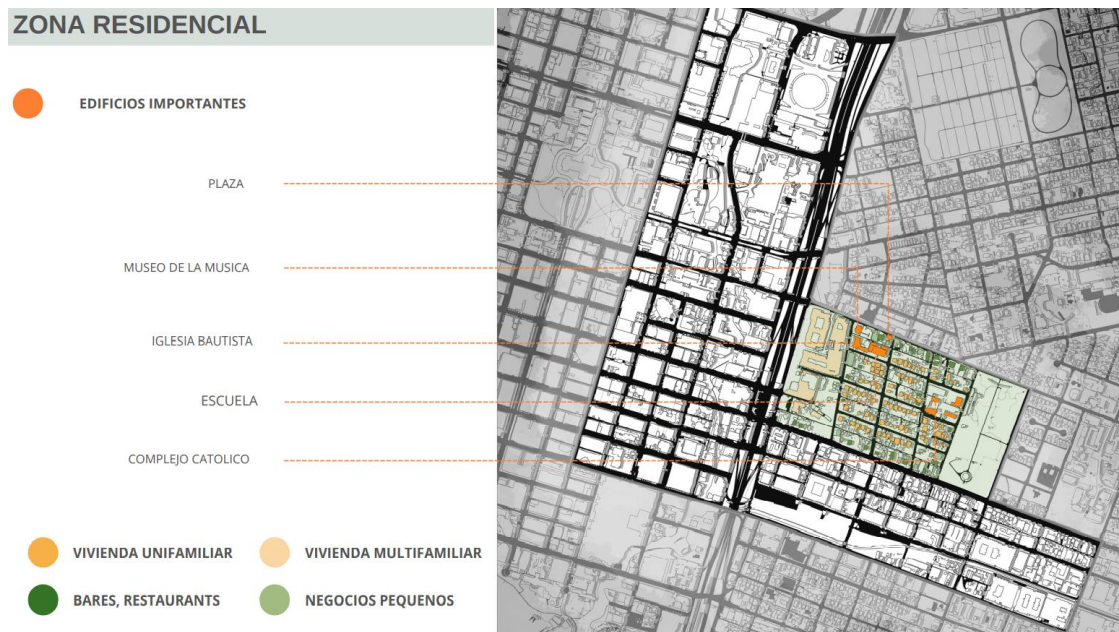 ZONA RESIDENCIAL
EDIFICIOS IMPORTANTES
PLAZA
MUSEO DE LA MUSICA
IGLESIA BAUTISTA
ESCUELA
COMPLEJO CATOLICO
VIVIENDA UNIFAMILIAR
VIVIENDA MULTIFAMILIAR
BARES, RESTAURANTS
NEGOCIOS PEQUENOS